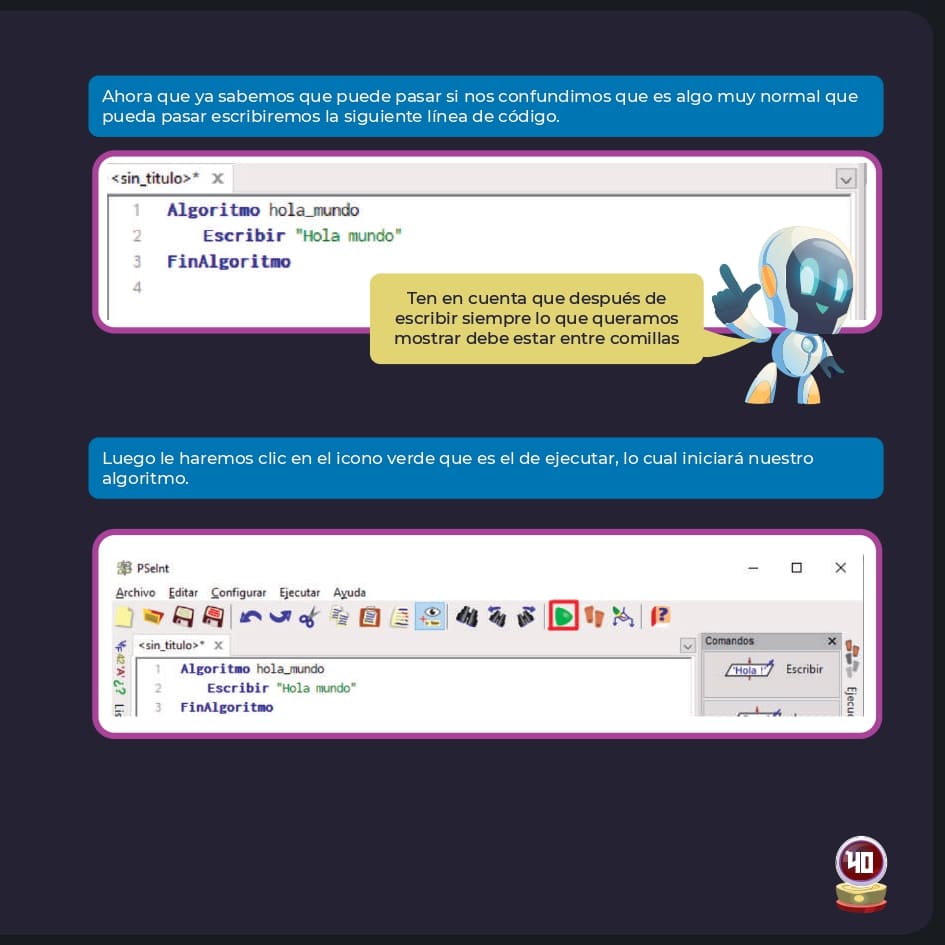 Ahora que ya sabemos que puede pasar si nos confundimos que es algo muy normal que
pueda pasar escribiremos la siguiente línea de código.
<sin_titulo>* X
1 Algoritmo hola_mundo
2 Escribir "Hola mundo"
3 FinAlgoritmo
4
Ten en cuenta que después de
escribir siempre lo que queramos
mostrar debe estar entre comillas
Luego le haremos clic en el icono verde que es el de ejecutar, lo cual iniciará nuestro
algoritmo.
PSeInt
Archivo Editar Configurar Ejecutar Ayuda
<sin_titulo>* X
Comandos
1 Algoritmo hola_mundo
2 Escribir "Hola mundo"
3 FinAlgoritmo
'Hola !' Escribir
40